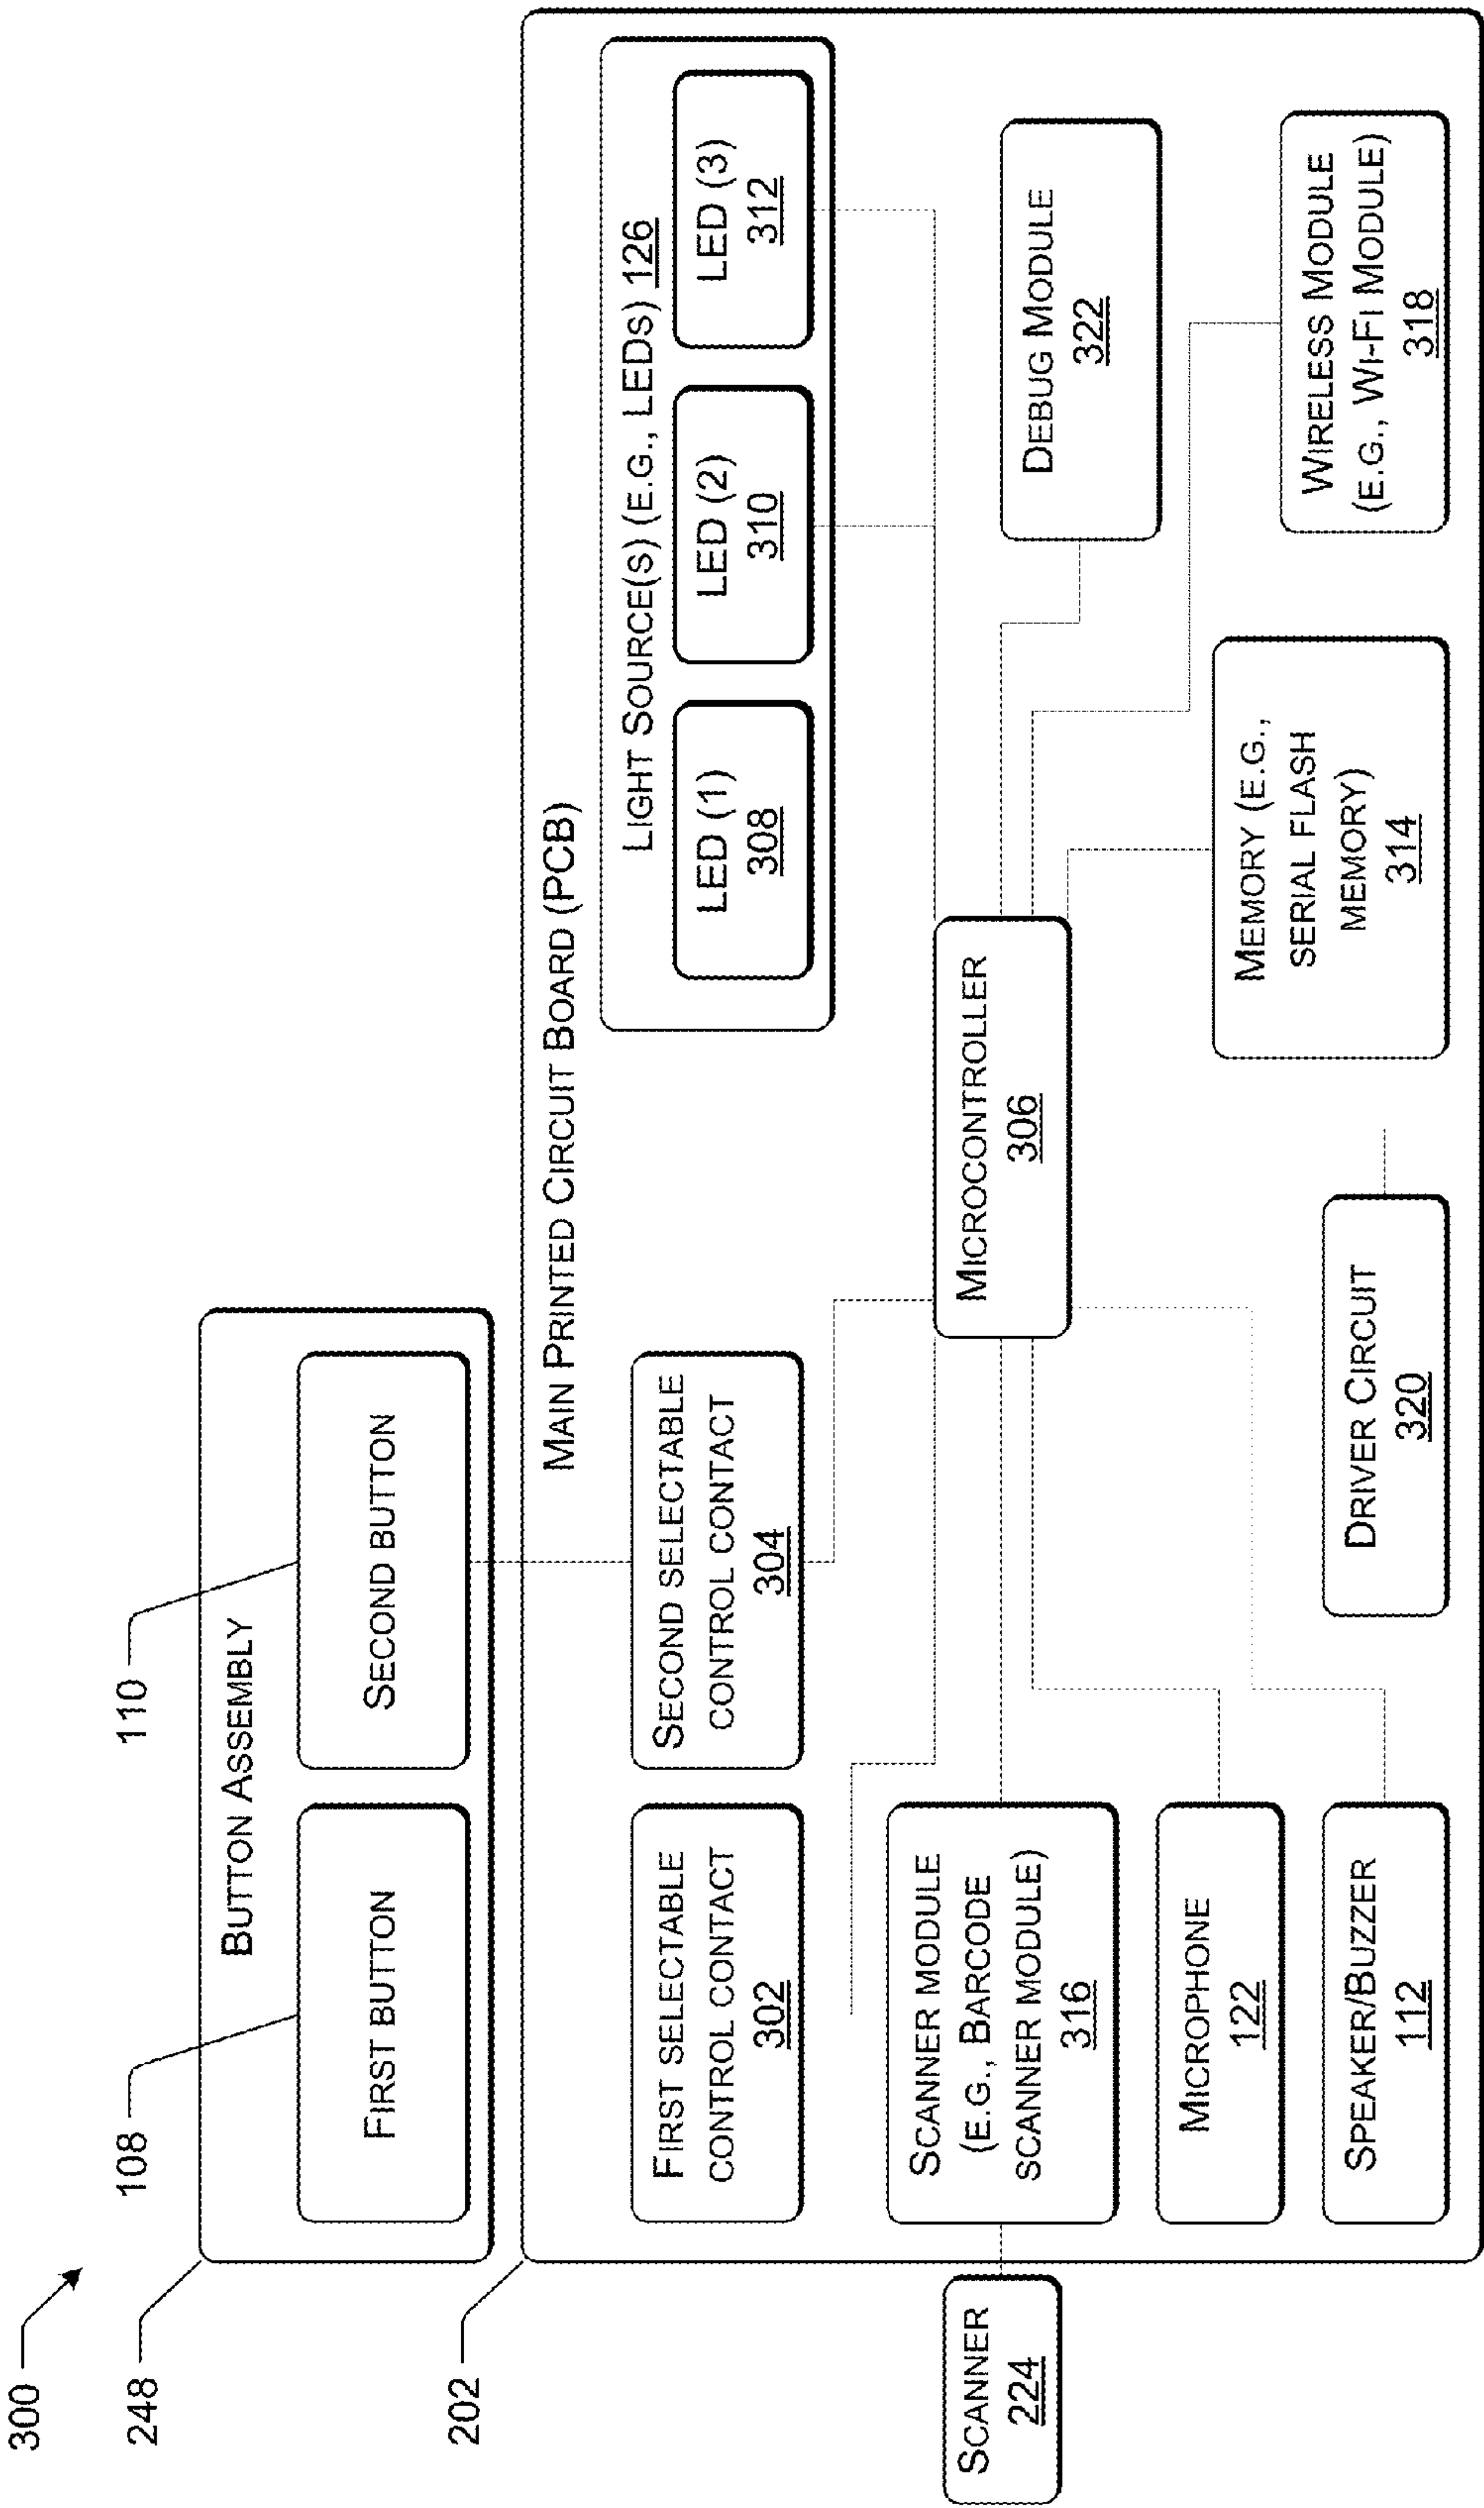 300
248
108
110
BUTTON ASSEMBLY
FIRST BUTTON
SECOND BUTTON
202
MAIN PRINTED CIRCUIT BOARD (PCB)
FIRST SELECTABLE
CONTROL CONTACT
302
SECOND SELECTABLE
CONTROL CONTACT
304
LIGHT SOURCE(S) (E.G., LEDS) 126
LED (1)
308
LED (2)
310
LED (3)
312
SCANNER
224
SCANNER MODULE
(E.G., BARCODE
SCANNER MODULE)
316
MICROCONTROLLER
306
DEBUG MODULE
322
MICROPHONE
122
SPEAKER/BUZZER
112
DRIVER CIRCUIT
320
MEMORY (E.G.,
SERIAL FLASH
MEMORY)
314
WIRELESS MODULE
(E.G., WI-FI MODULE)
318